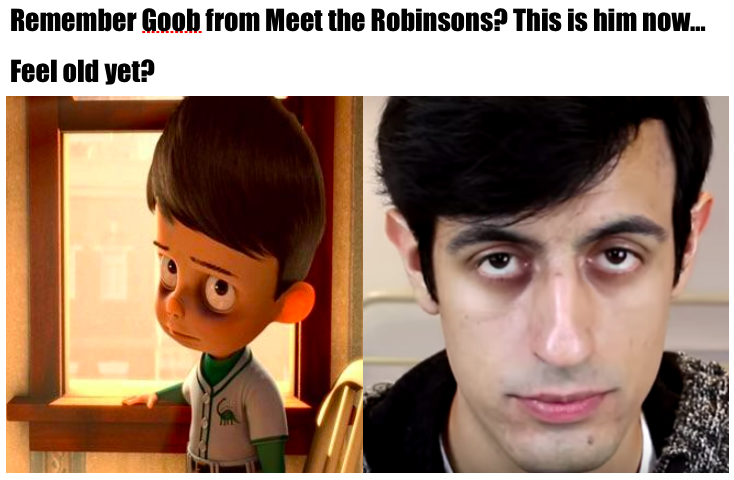 Remember Goob from Meet the Robinsons? This is him now...
Feel old yet?